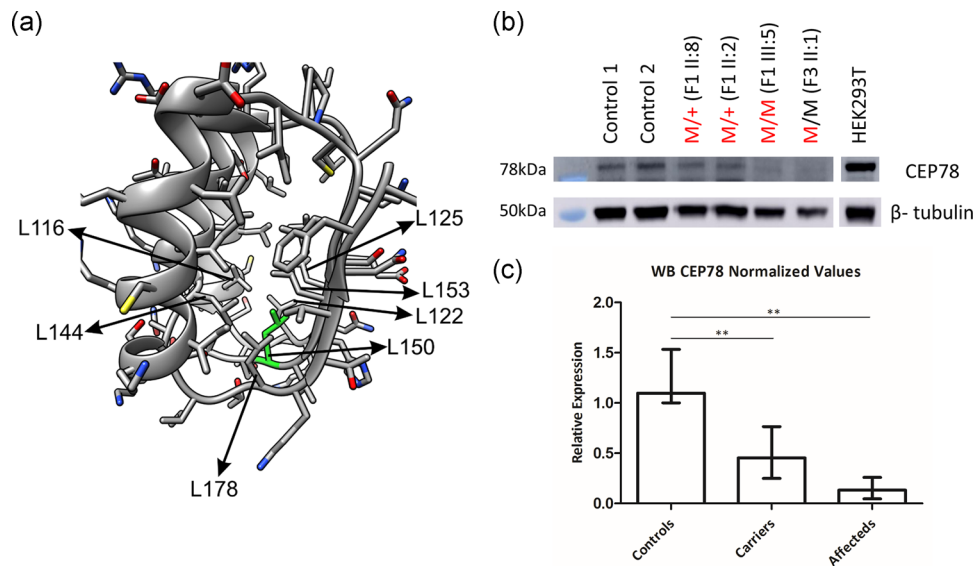 (a)
L116
L144
L178
L125
L153
L122
L150
(b)
Control 1
Control 2
M/+ (F1 II:8)
M/+ (F1 II:2)
M/M (F1 III:5)
M/M (F3 II:1)
HEK293T
78kDa
CEP78
50kDa
β- tubulin
(c)
WB CEP78 Normalized Values
Relative Expression
2.0
1.5
1.0
0.5
0.0
**
**
Controls
Carriers
Affecteds